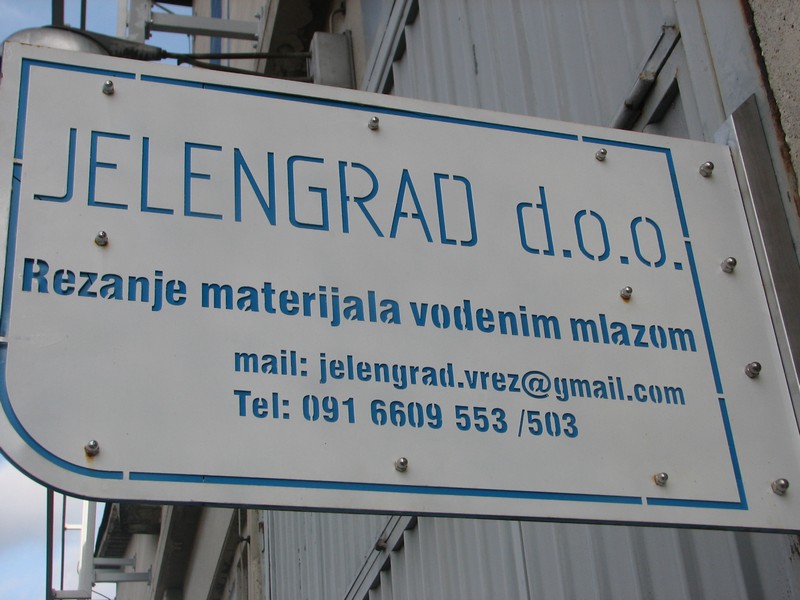 JELENGRAD d.o.o.
Rezanje materijala vodenim mlazom
mail: jelengrad.vrez@gmail.com
Tel: 091 6609 553 /503